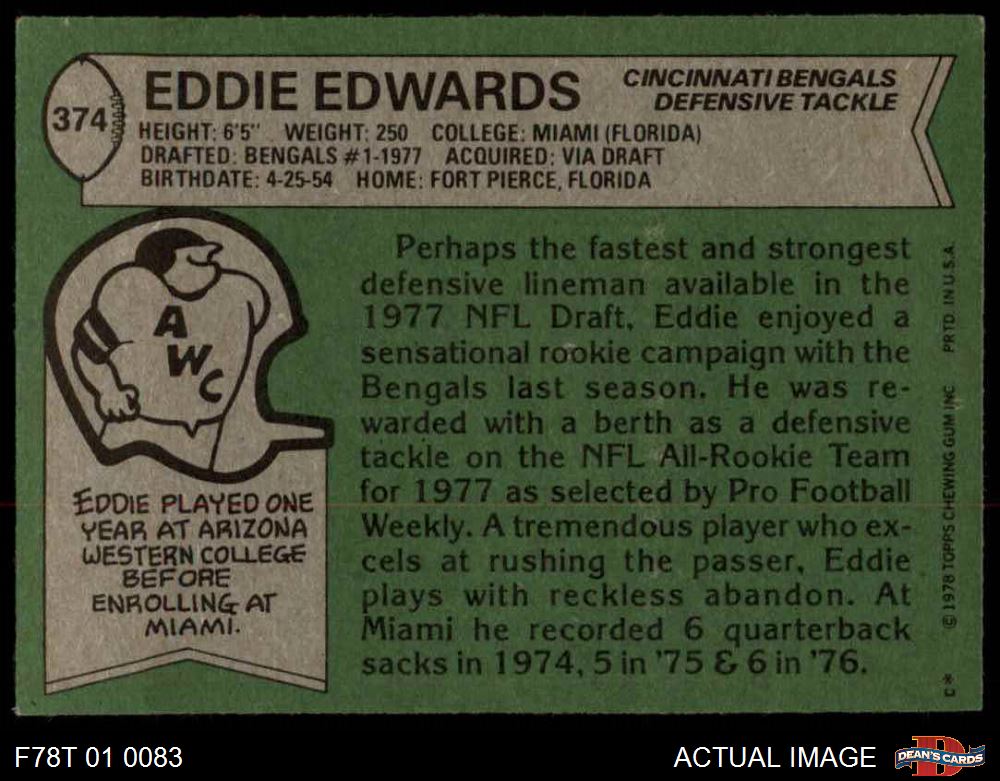 374
EDDIE EDWARDS
CINCINNATI BENGALS
DEFENSIVE TACKLE
HEIGHT: 6'5" WEIGHT: 250 COLLEGE: MIAMI (FLORIDA)
DRAFTED: BENGALS #1-1977 ACQUIRED: VIA DRAFT
BIRTHDATE: 4-25-54 HOME: FORT PIERCE, FLORIDA
A
W
C
EDDIE PLAYED ONE
YEAR AT ARIZONA
WESTERN COLLEGE
BEFORE
ENROLLING AT
MIAMI.
Perhaps the fastest and strongest
defensive lineman available in the
1977 NFL Draft, Eddie enjoyed a
sensational rookie campaign with the
Bengals last season. He was re-
warded with a berth as a defensive
tackle on the NFL All-Rookie Team
for 1977 as selected by Pro Football
Weekly. A tremendous player who ex-
cels at rushing the passer, Eddie
plays with reckless abandon. At
Miami he recorded 6 quarterback
sacks in 1974, 5 in '75 & 6 in '76.
C* © 1978 TOPPS CHEWING GUM INC PRTD IN U.S.A.
F78T 01 0083
ACTUAL IMAGE
D
DEAN'S CARDS